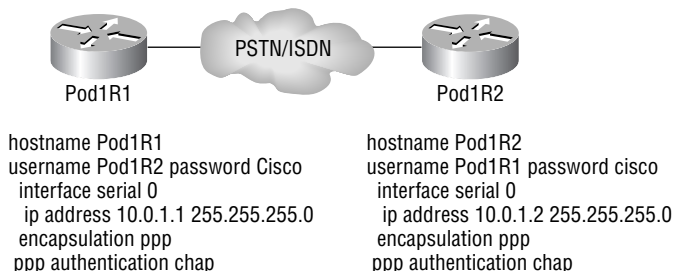 PSTN/ISDN
Pod1R1
Pod1R2
hostname Pod1R1
username Pod1R2 password Cisco
interface serial 0
ip address 10.0.1.1 255.255.255.0
encapsulation ppp
ppp authentication chap
hostname Pod1R2
username Pod1R1 password cisco
interface serial 0
ip address 10.0.1.2 255.255.255.0
encapsulation ppp
ppp authentication chap